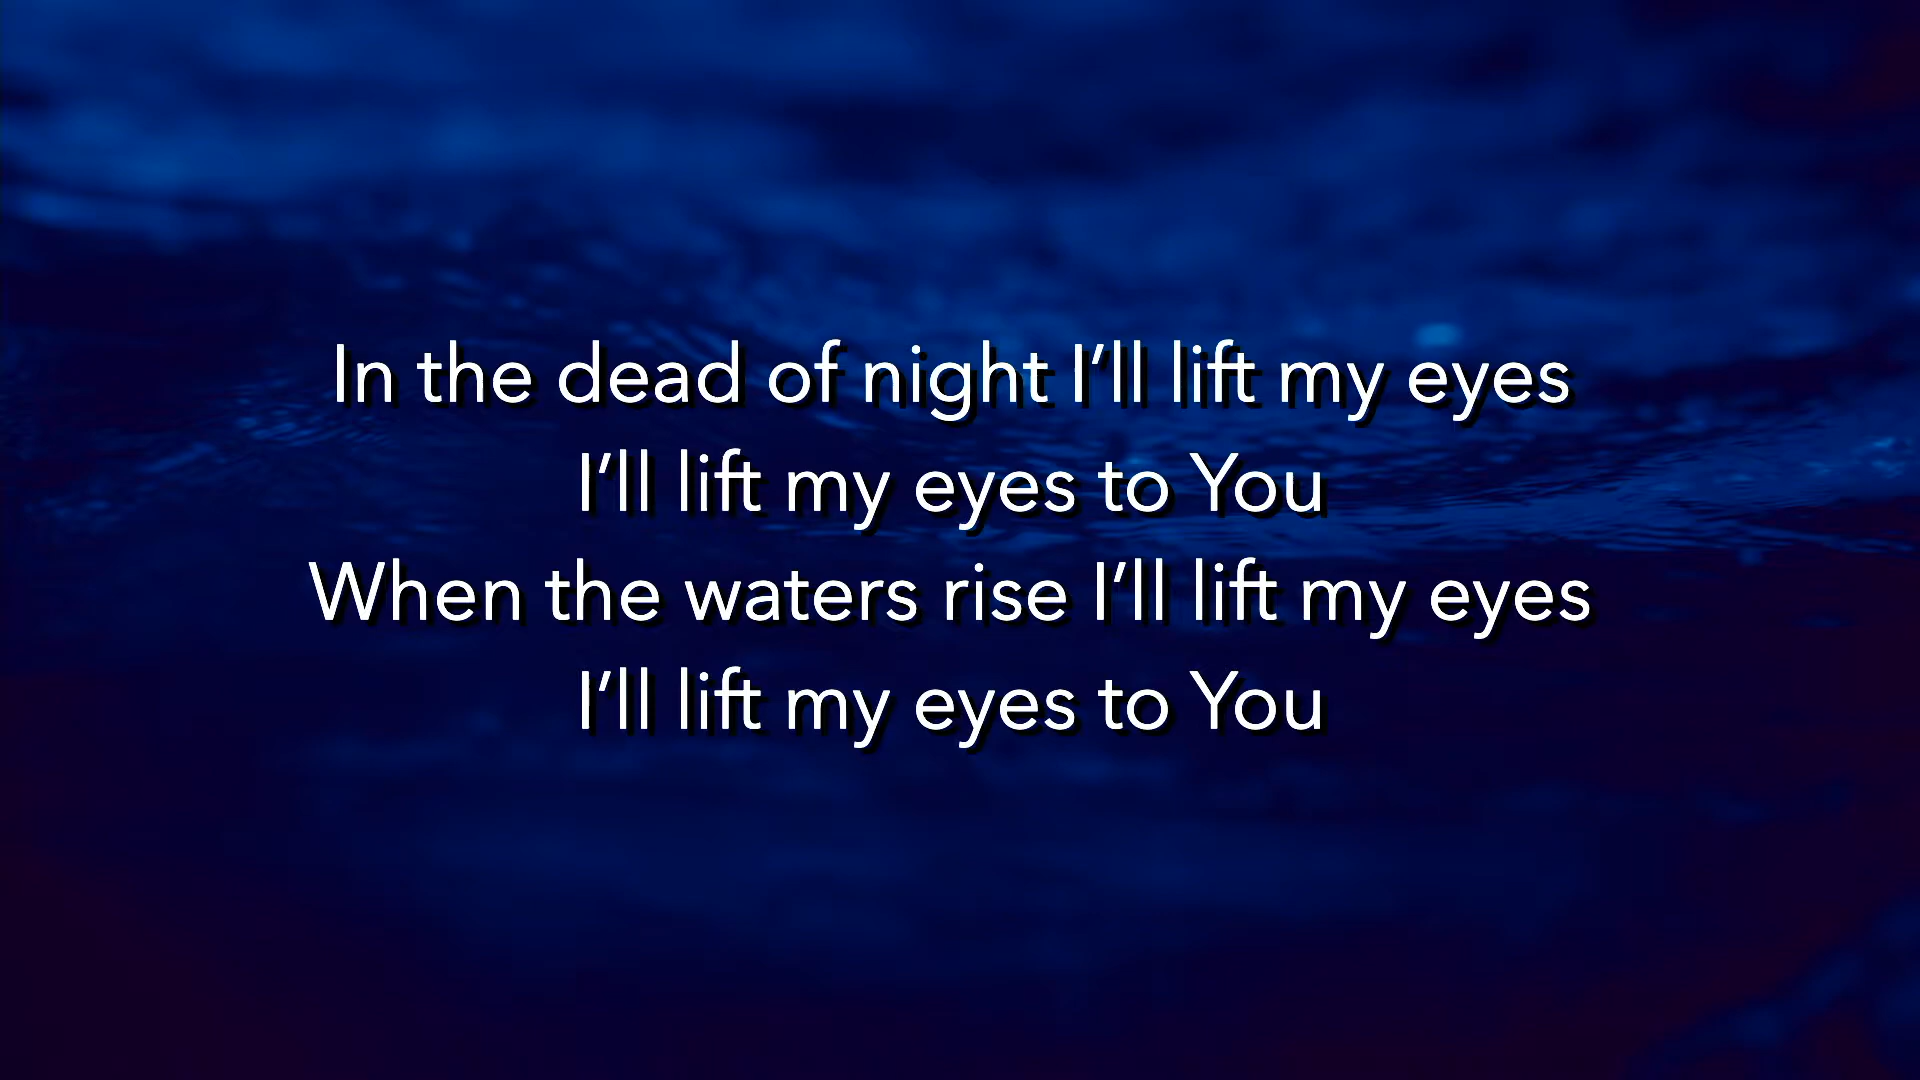 In the dead of night I’ll lift my eyes
I’ll lift my eyes to You
When the waters rise I’ll lift my eyes
I’ll lift my eyes to You